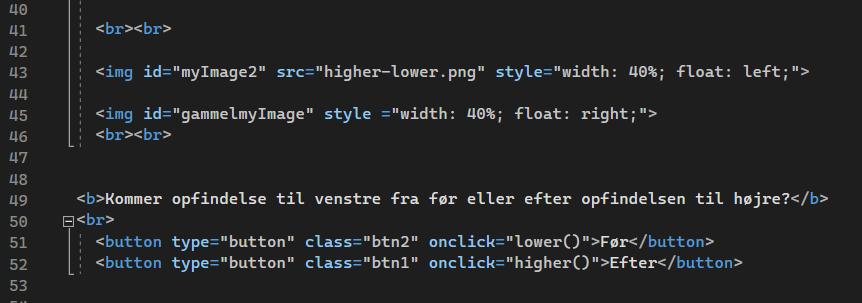 40
41 <br><br>
42
43 <img id="myImage2" src="higher-lower.png" style="width: 40%; float: left;">
44
45 <img id="gammelmyImage" style ="width: 40%; float: right;">
46 <br><br>
47
48
49 <b>Kommer opfindelse til venstre fra før eller efter opfindelsen til højre?</b>
50 <br>
51 <button type="button" class="btn2" onclick="lower()">Før</button>
52 <button type="button" class="btn1" onclick="higher()">Efter</button>
53